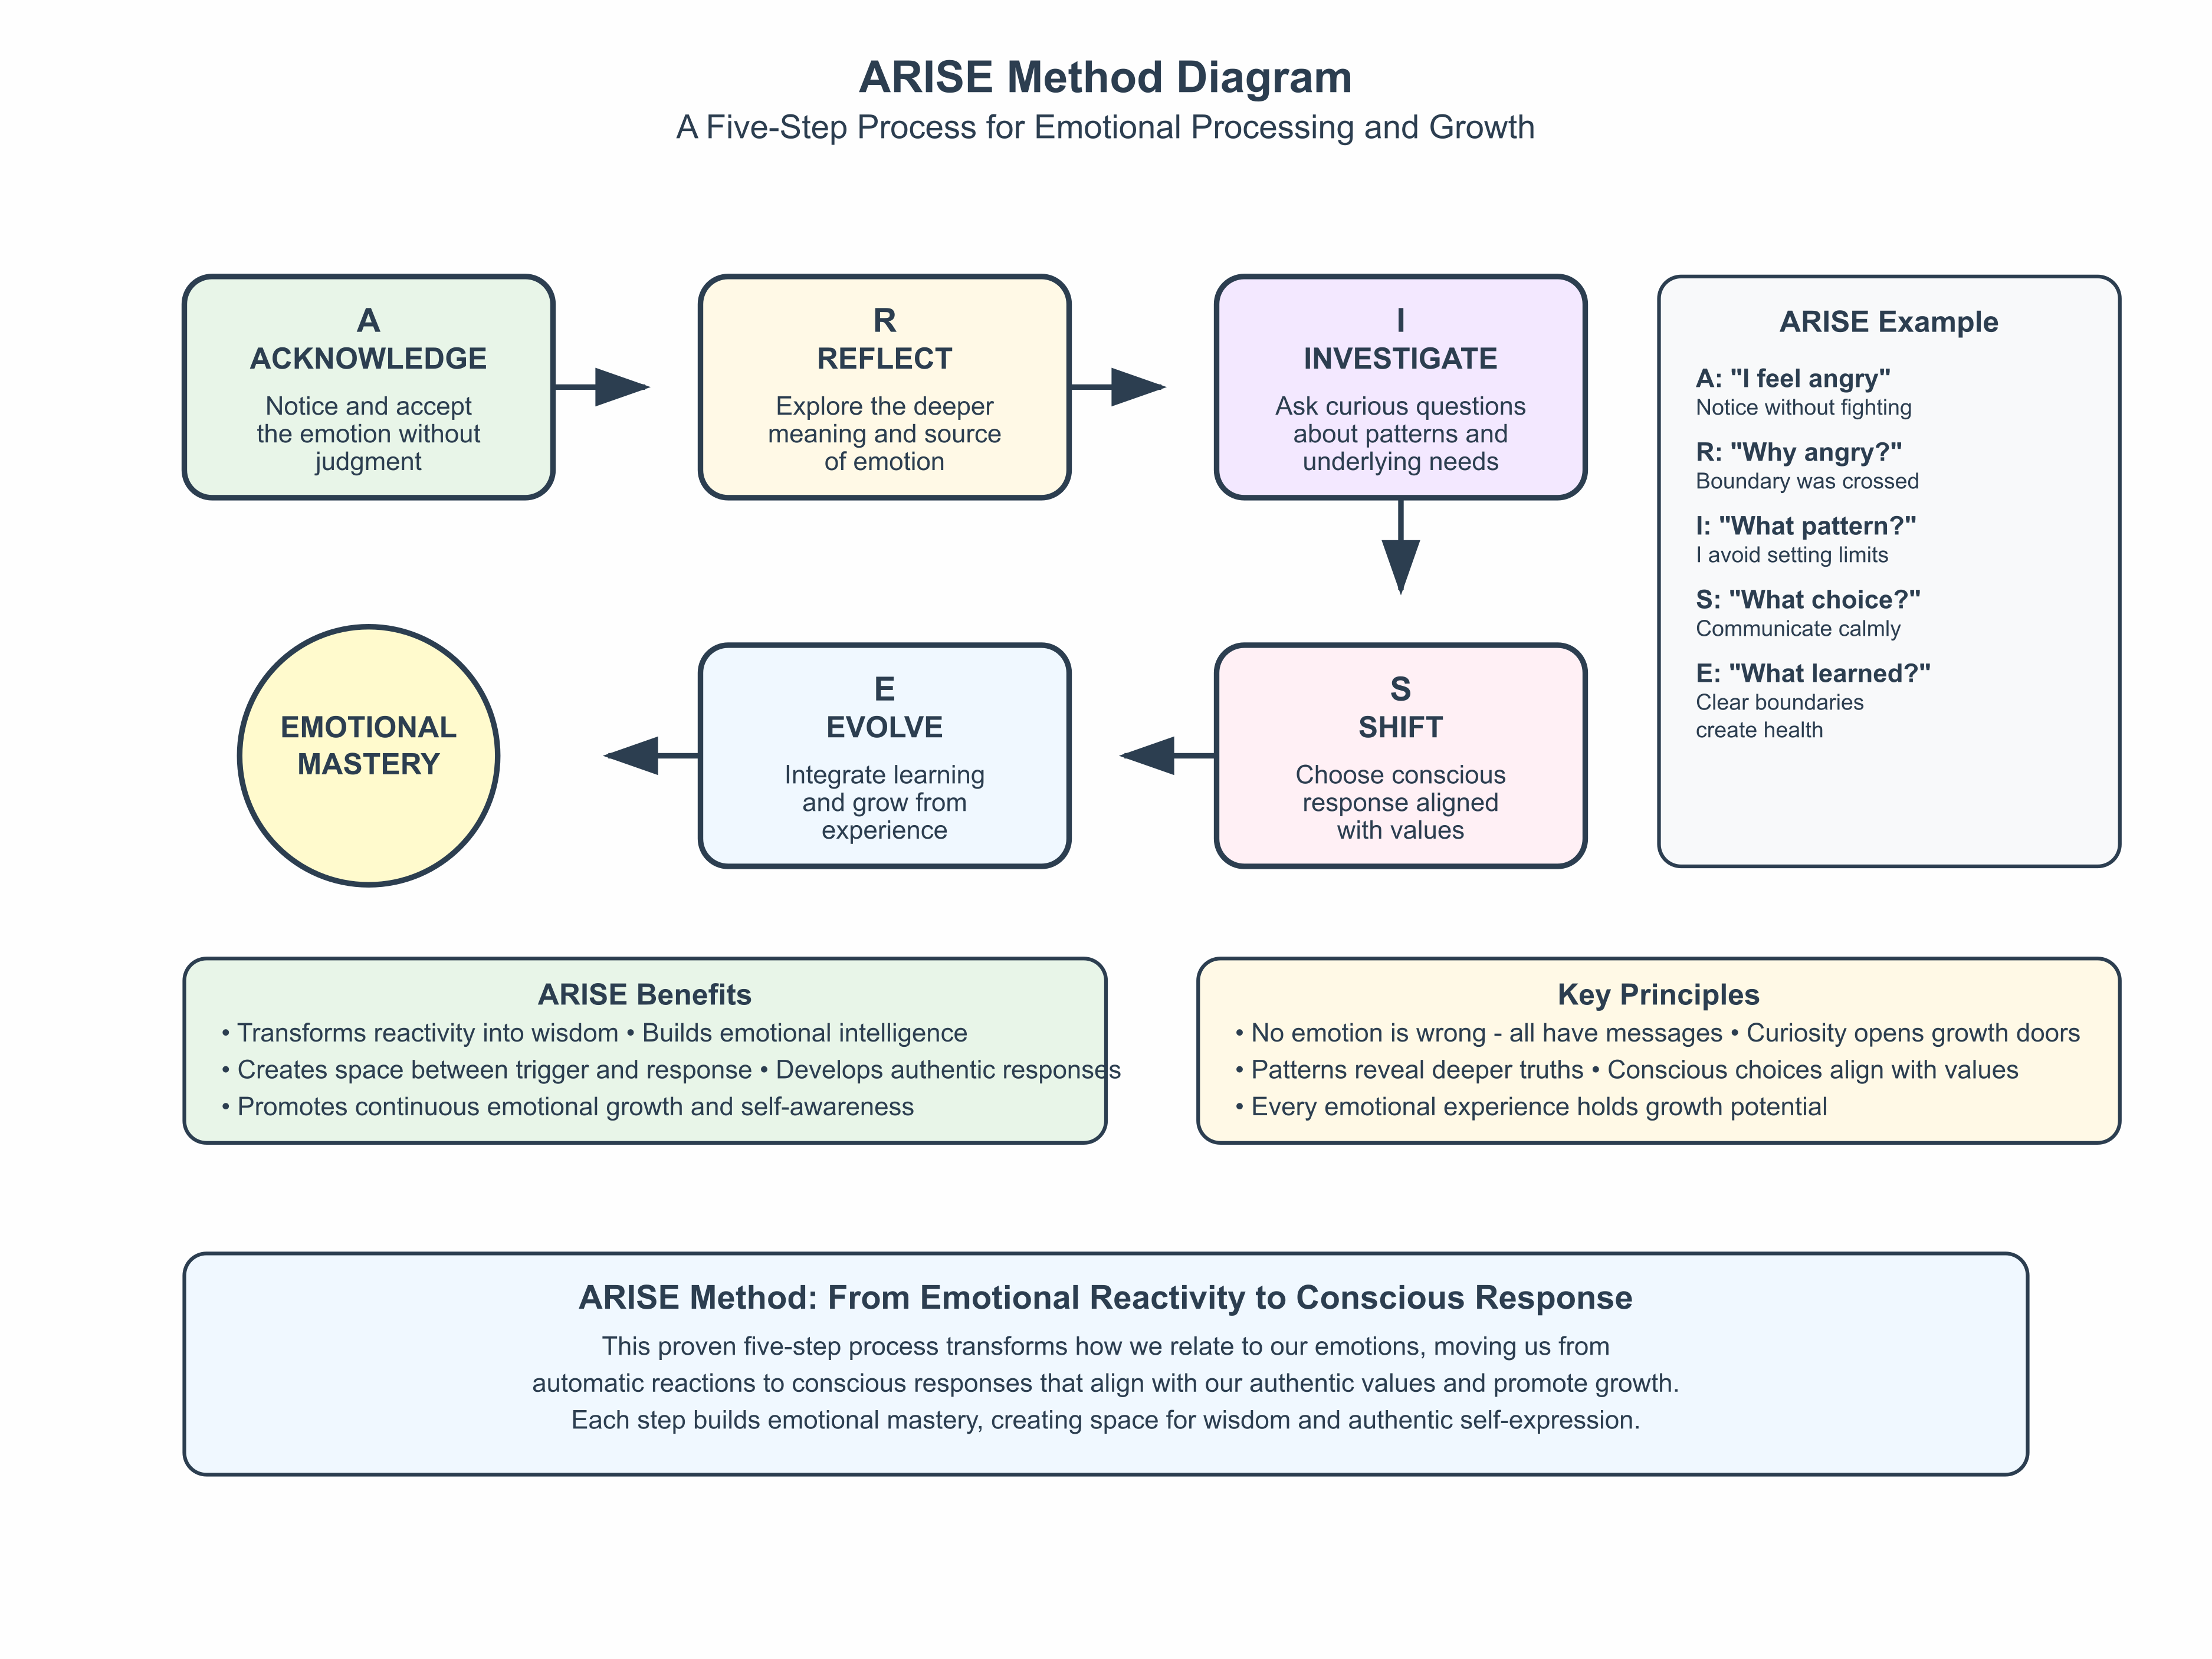 ARISE Method Diagram
A Five-Step Process for Emotional Processing and Growth
A
ACKNOWLEDGE
Notice and accept
the emotion without
judgment
R
REFLECT
Explore the deeper
meaning and source
of emotion
I
INVESTIGATE
Ask curious questions
about patterns and
underlying needs
S
SHIFT
Choose conscious
response aligned
with values
E
EVOLVE
Integrate learning
and grow from
experience
EMOTIONAL
MASTERY
ARISE Example
A: "I feel angry"
Notice without fighting
R: "Why angry?"
Boundary was crossed
I: "What pattern?"
I avoid setting limits
S: "What choice?"
Communicate calmly
E: "What learned?"
Clear boundaries
create health
ARISE Benefits
• Transforms reactivity into wisdom • Builds emotional intelligence
• Creates space between trigger and response • Develops authentic responses
• Promotes continuous emotional growth and self-awareness
Key Principles
• No emotion is wrong - all have messages • Curiosity opens growth doors
• Patterns reveal deeper truths • Conscious choices align with values
• Every emotional experience holds growth potential
ARISE Method: From Emotional Reactivity to Conscious Response
This proven five-step process transforms how we relate to our emotions, moving us from
automatic reactions to conscious responses that align with our authentic values and promote growth.
Each step builds emotional mastery, creating space for wisdom and authentic self-expression.